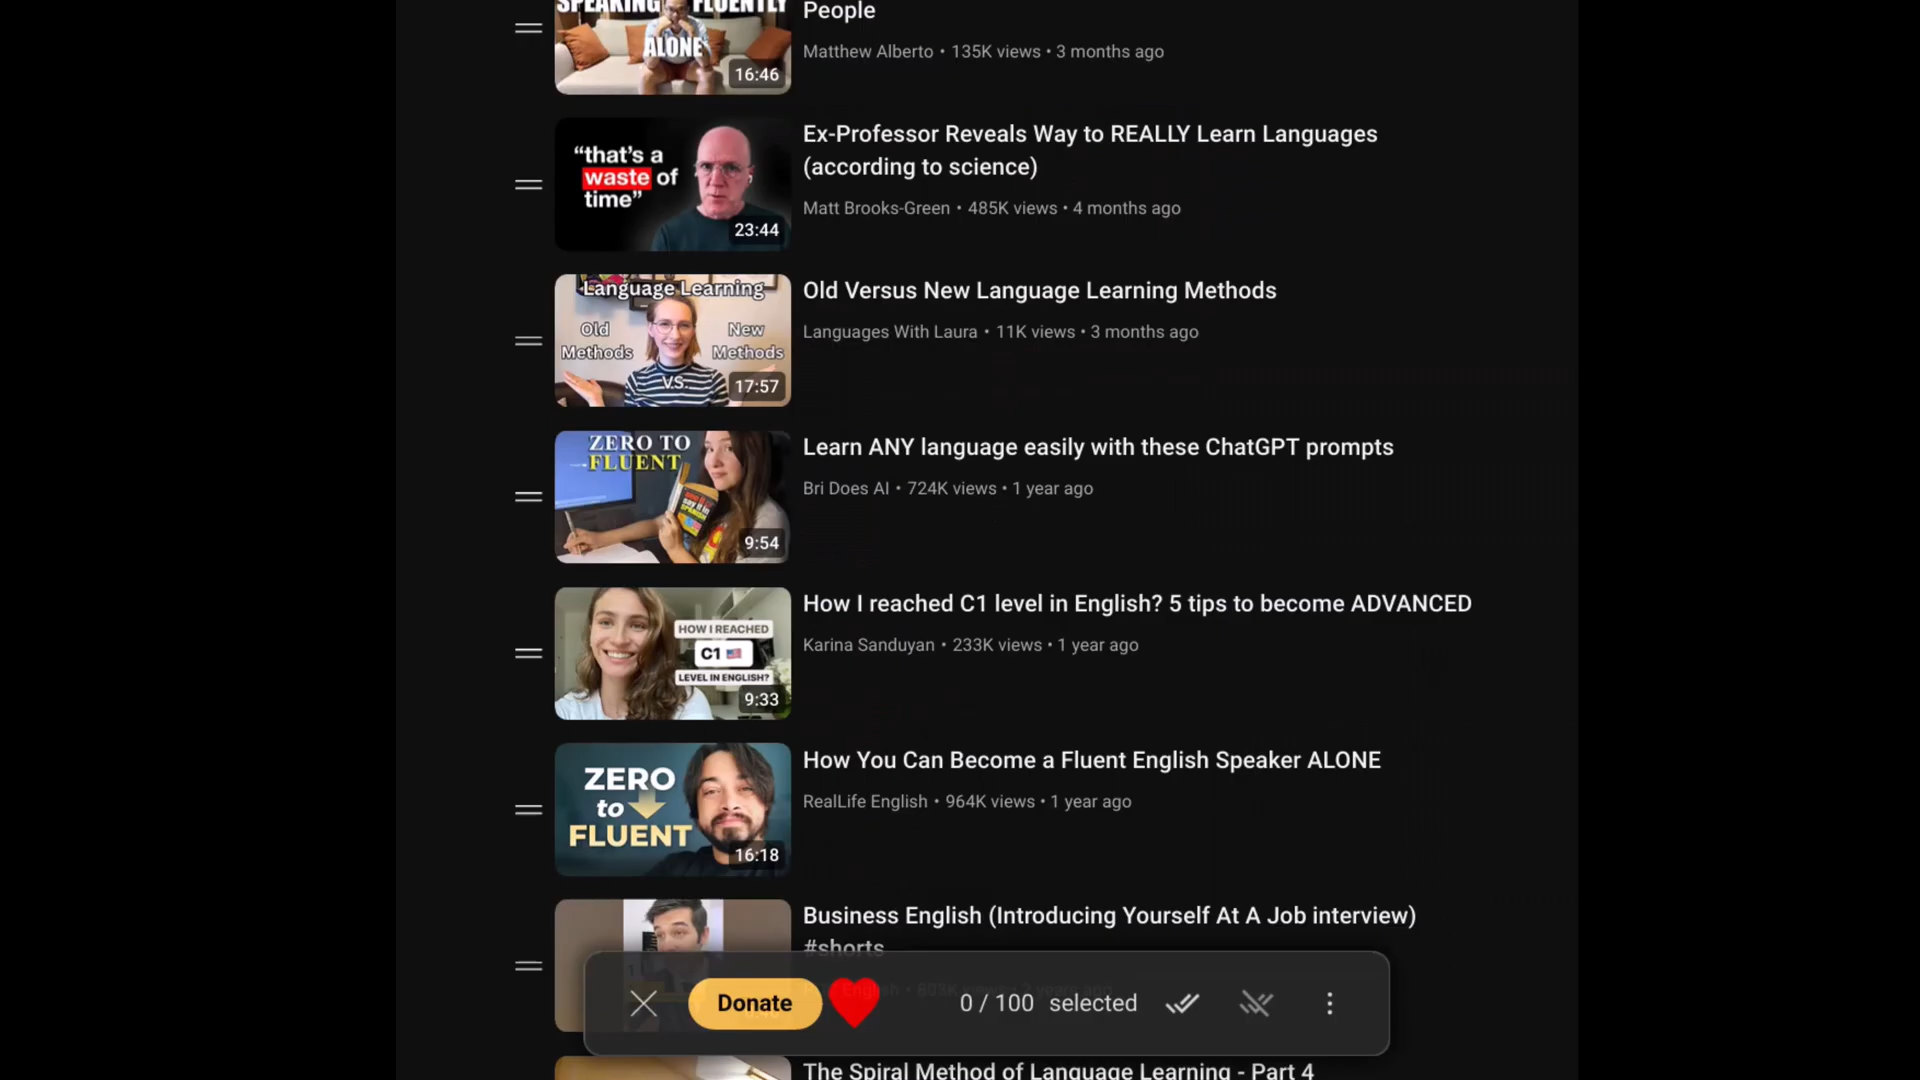 SPEAKING FLUENTLY
ALONE
16:46
People
Matthew Alberto • 135K views • 3 months ago
“that’s a
waste of
time”
23:44
Ex-Professor Reveals Way to REALLY Learn Languages
(according to science)
Matt Brooks-Green • 485K views • 4 months ago
Language Learning
Old
Methods
New
Methods
V.S.
17:57
Old Versus New Language Learning Methods
Languages With Laura • 11K views • 3 months ago
ZERO TO
FLUENT
9:54
Learn ANY language easily with these ChatGPT prompts
Bri Does AI • 724K views • 1 year ago
HOW I REACHED
C1
LEVEL IN ENGLISH?
9:33
How I reached C1 level in English? 5 tips to become ADVANCED
Karina Sanduyan • 233K views • 1 year ago
ZERO
to
FLUENT
16:18
How You Can Become a Fluent English Speaker ALONE
RealLife English • 964K views • 1 year ago
Business English (Introducing Yourself At A Job interview)
#shorts
English • 803K views • 2 years ago
Donate
0 / 100 selected
The Spiral Method of Language Learning - Part 4